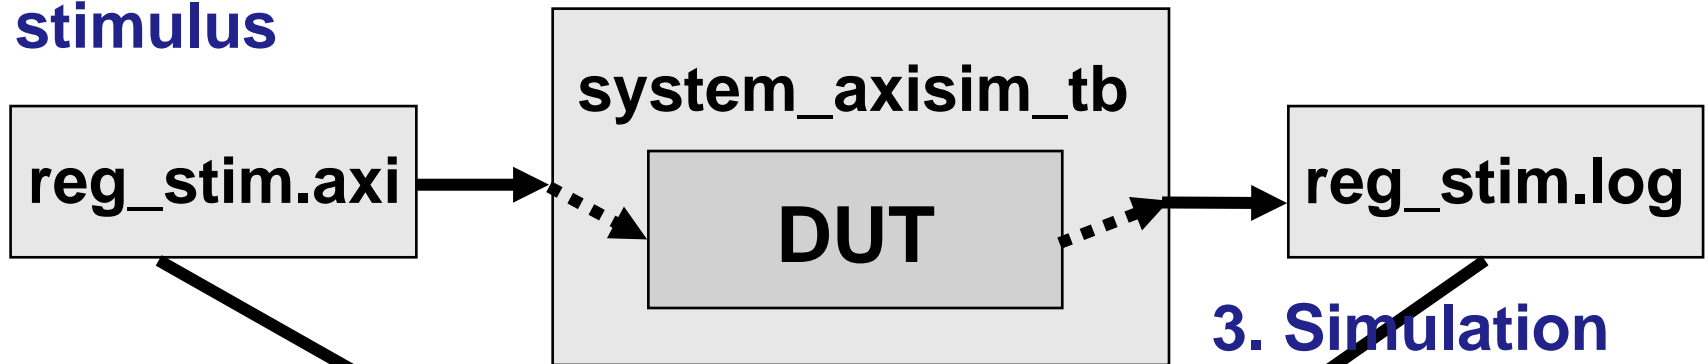 stimulus
system_axisim_tb
reg_stim.axi
DUT
reg_stim.log
3. Simulation